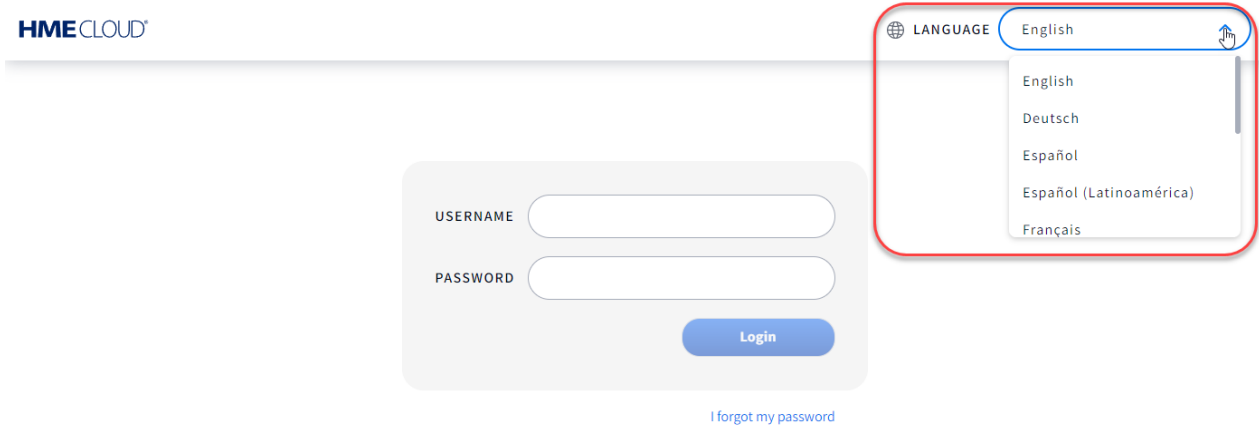 HMECLOUD®
LANGUAGE English
English
Deutsch
Español
Español (Latinoamérica)
Français
USERNAME
PASSWORD
Login
I forgot my password